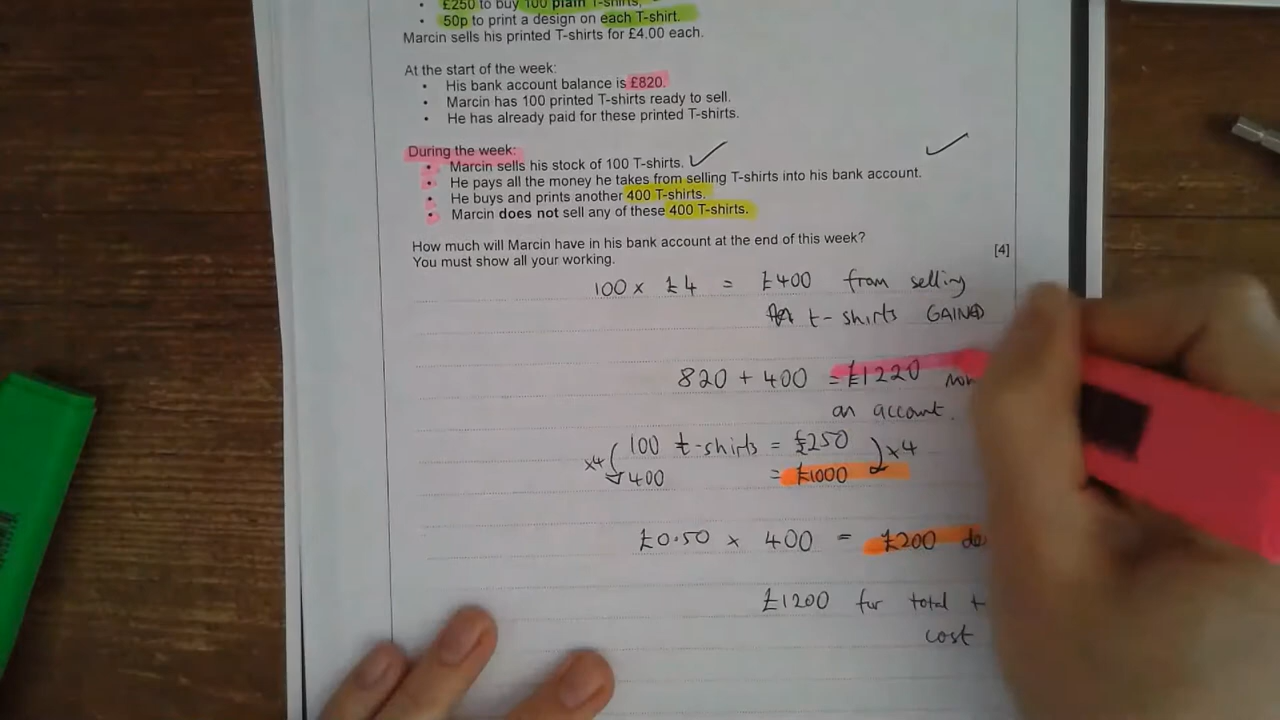 £250 to buy 100 plain T-shirts,
• 50p to print a design on each T-shirt.
Marcin sells his printed T-shirts for £4.00 each.
At the start of the week:
• His bank account balance is £820.
• Marcin has 100 printed T-shirts ready to sell.
• He has already paid for these printed T-shirts.
During the week:
• Marcin sells his stock of 100 T-shirts.
• He pays all the money he takes from selling T-shirts into his bank account.
• He buys and prints another 400 T-shirts.
• Marcin does not sell any of these 400 T-shirts.
How much will Marcin have in his bank account at the end of this week?
You must show all your working.
[4]
100 x £4 = £400 from selling
t-shirts GAINED
820 + 400 = £1220
on account.
x4 100 t-shirts = £250 x4
400 = £1000
£0.50 x 400 = £200
£1200 for total
cost